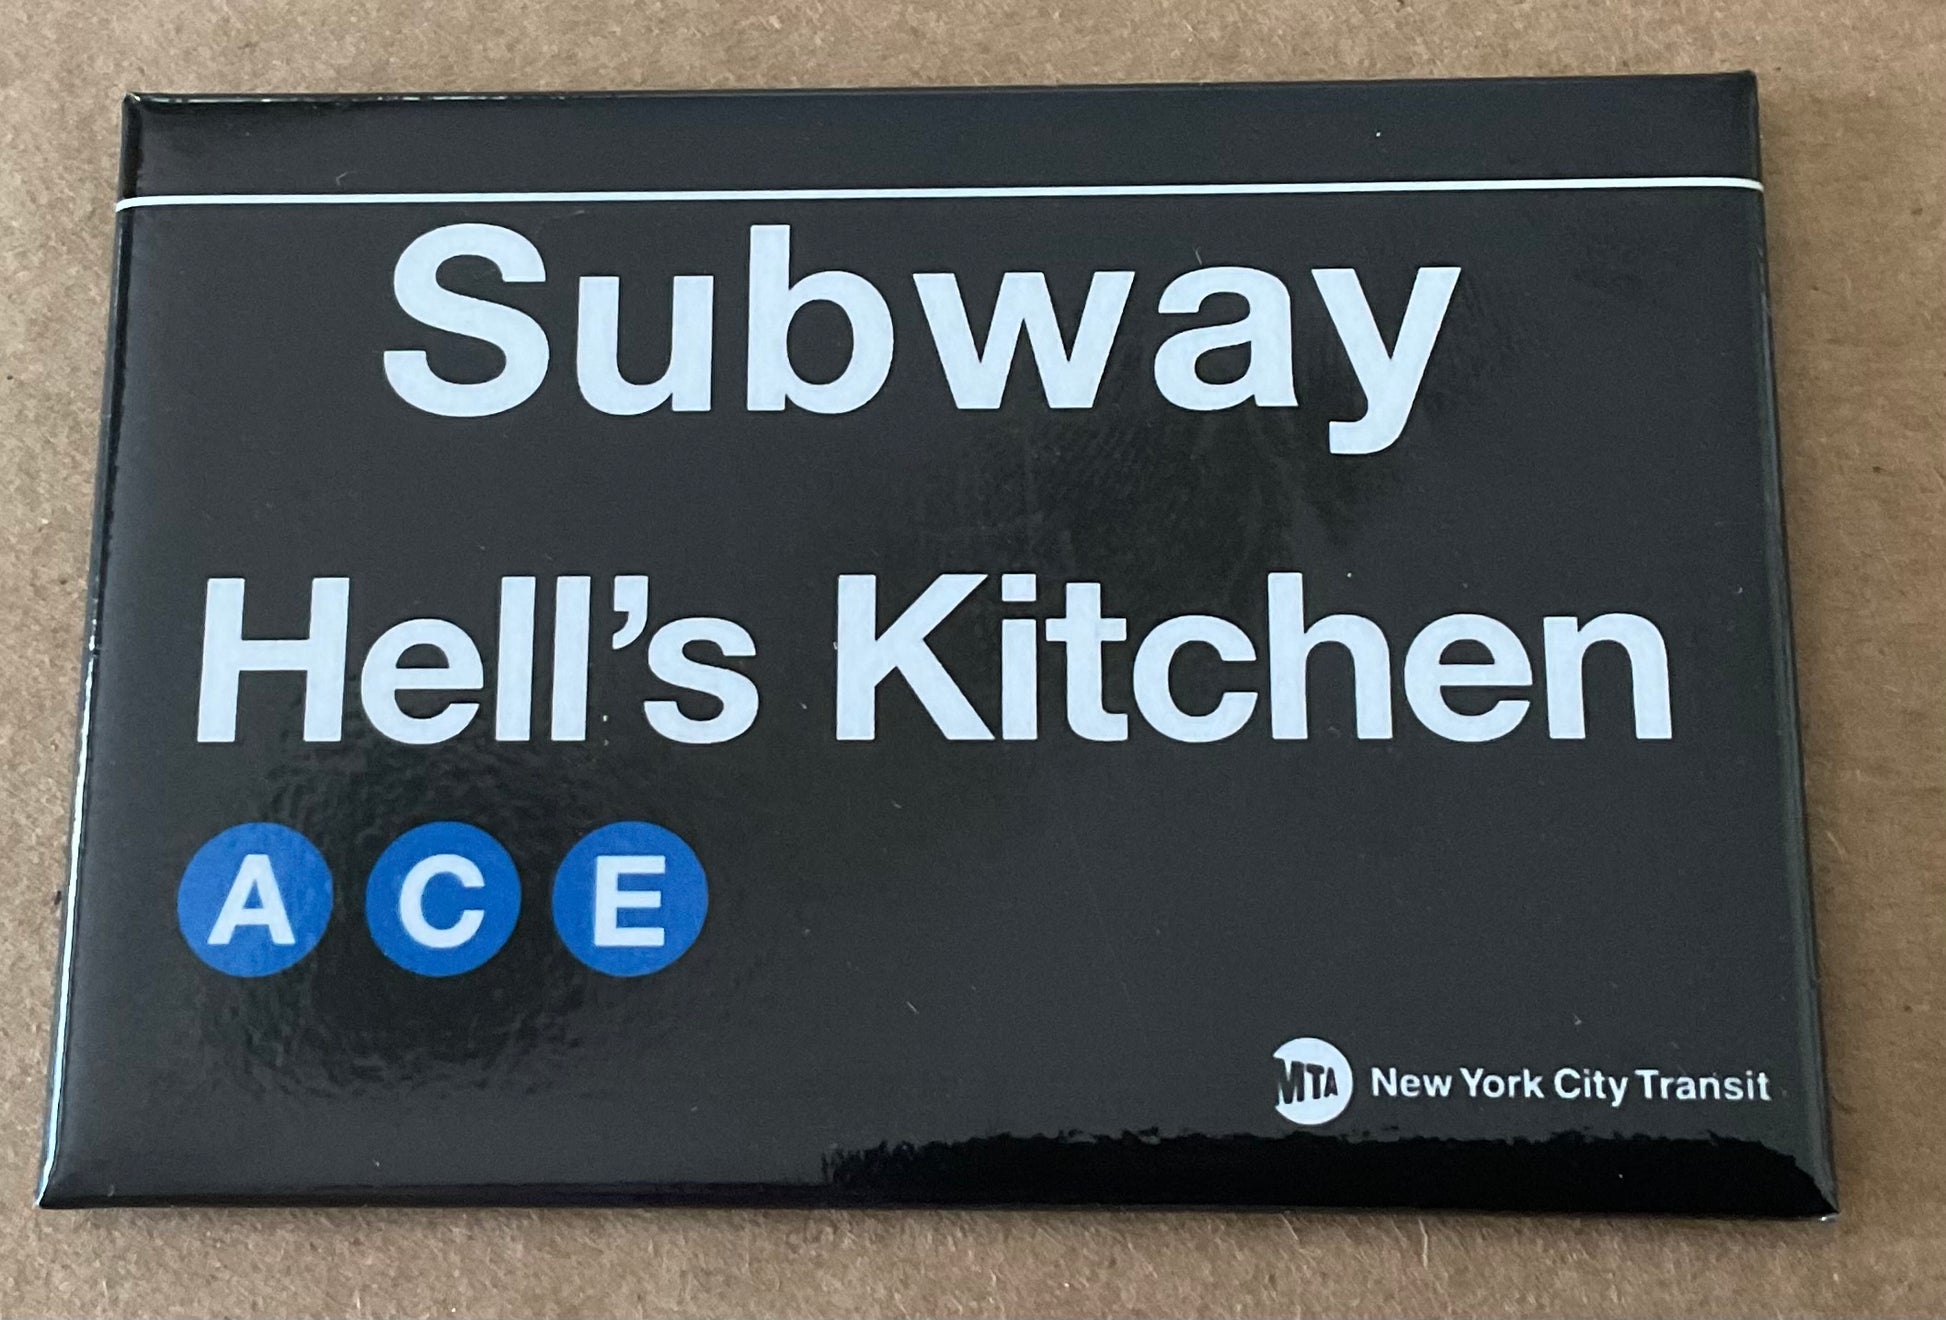 Subway
Hell’s Kitchen
A C E
MTA New York City Transit